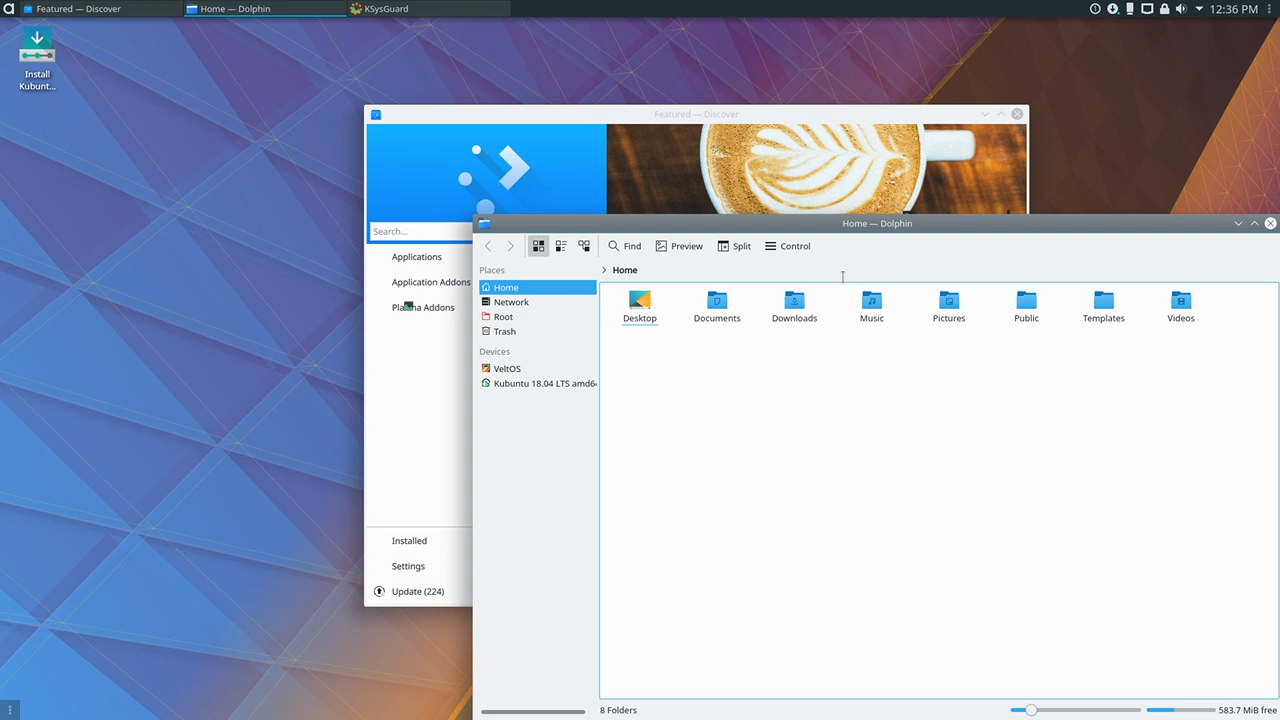 Featured — Discover
Home — Dolphin
KSysGuard
12:36 PM
Install
Kubunt...
Featured — Discover
Search...
Applications
Application Addons
Plasma Addons
Installed
Settings
Update (224)
Home — Dolphin
Find
Preview
Split
Control
Places
Home
Network
Root
Trash
Devices
VeltOS
Kubuntu 18.04 LTS amd64
Home
Desktop
Documents
Downloads
Music
Pictures
Public
Templates
Videos
8 Folders
583.7 MiB free